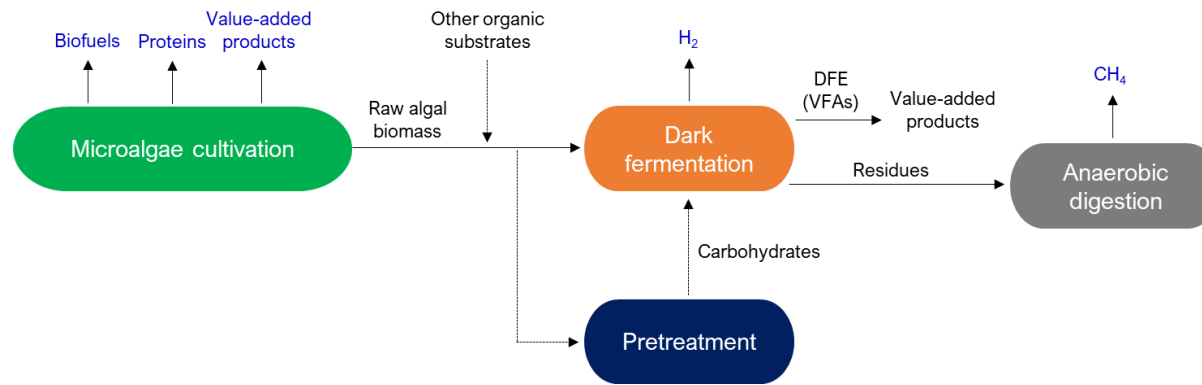 Biofuels
Proteins
Value-added
products
Other organic
substrates
H₂
CH₄
Microalgae cultivation
Raw algal
biomass
Dark
fermentation
DFE
(VFAs)
Value-added
products
Residues
Anaerobic
digestion
Carbohydrates
Pretreatment